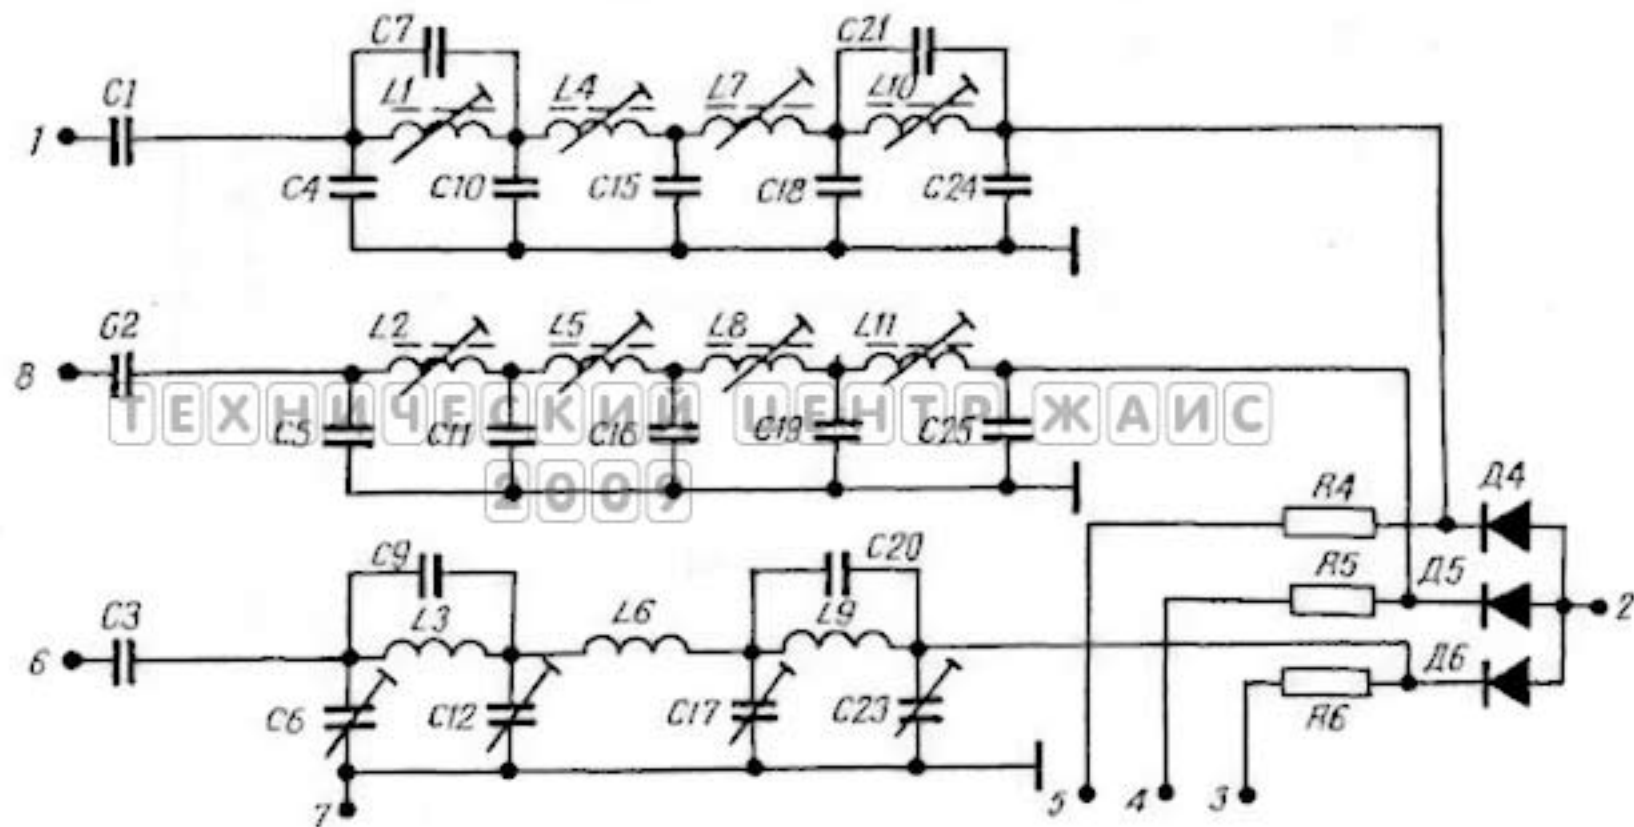 C7 C21
C1 L1 L4 L7 L10
1
C4 C10 C15 C18 C24
C2 L2 L5 L8 L11
8
ТЕХНИЧЕСКИЙ ЦЕНТР ЖАИС
C5 C11 C16 C19 C25
2009
R4 Д4
C9 C20
R5 Д5
C3 L3 L6 L9
2
6
Д6
C6 C12 C17 C23
R6
7 5 4 3